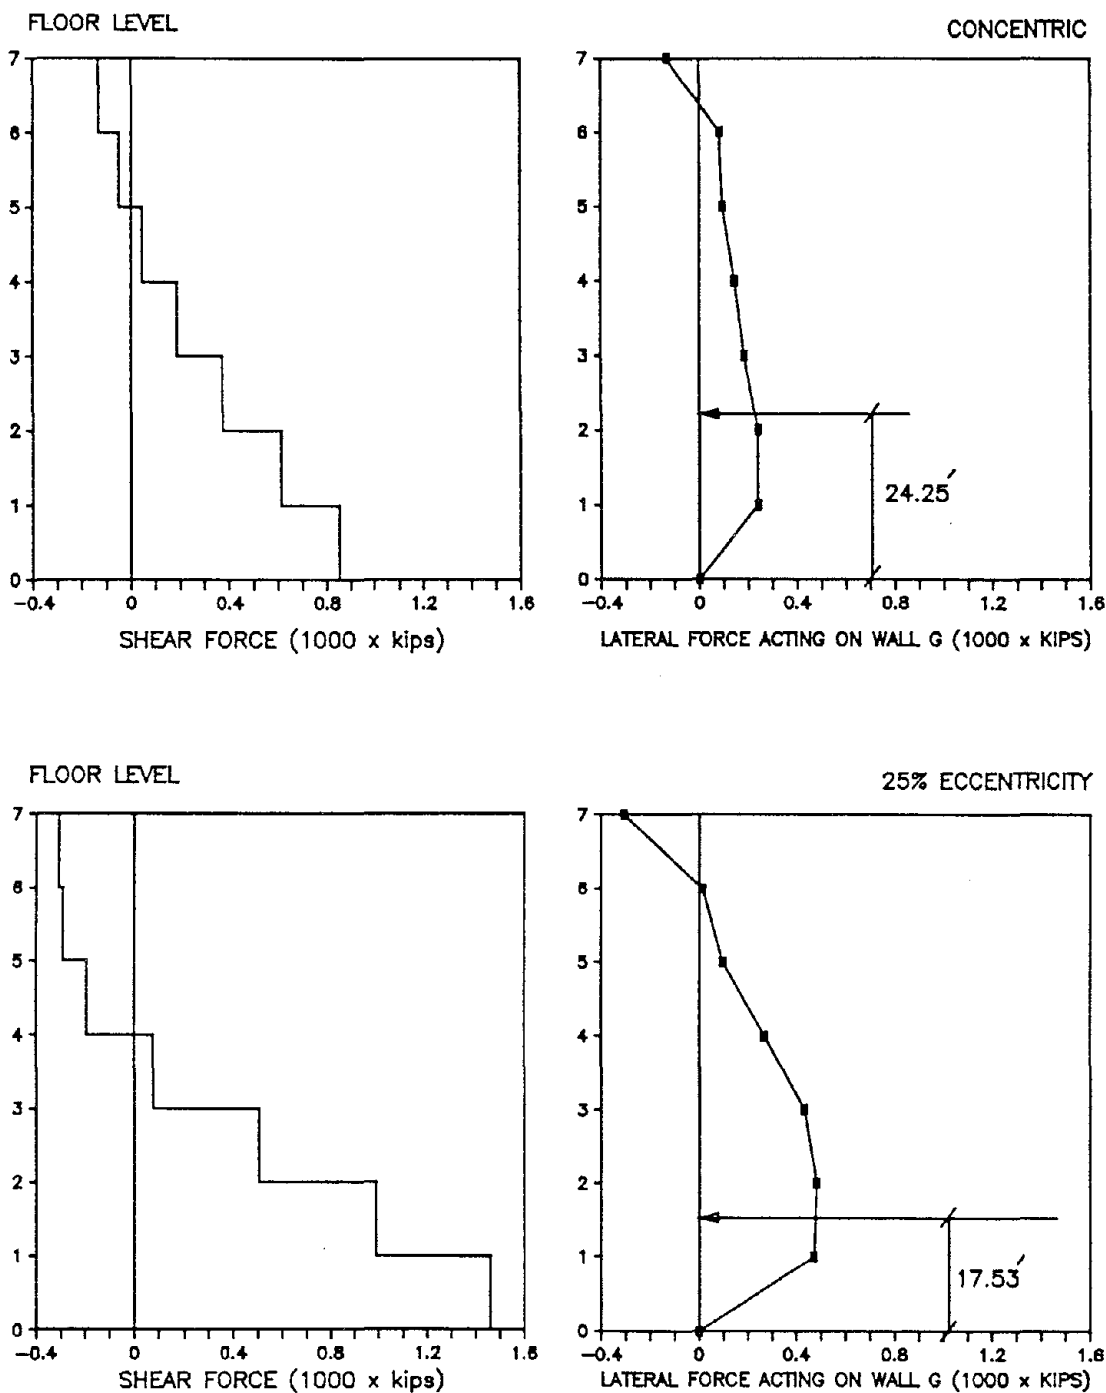 FLOOR LEVEL
CONCENTRIC
7
6
5
4
3
2
1
0
-0.4 0 0.4 0.8 1.2 1.6
SHEAR FORCE (1000 x kips)
7
6
5
4
3
2
1
0
24.25'
-0.4 0 0.4 0.8 1.2 1.6
LATERAL FORCE ACTING ON WALL G (1000 x KIPS)
FLOOR LEVEL
25% ECCENTRICITY
7
6
5
4
3
2
1
0
-0.4 0 0.4 0.8 1.2 1.6
SHEAR FORCE (1000 x kips)
7
6
5
4
3
2
1
0
17.53'
-0.4 0 0.4 0.8 1.2 1.6
LATERAL FORCE ACTING ON WALL G (1000 x KIPS)